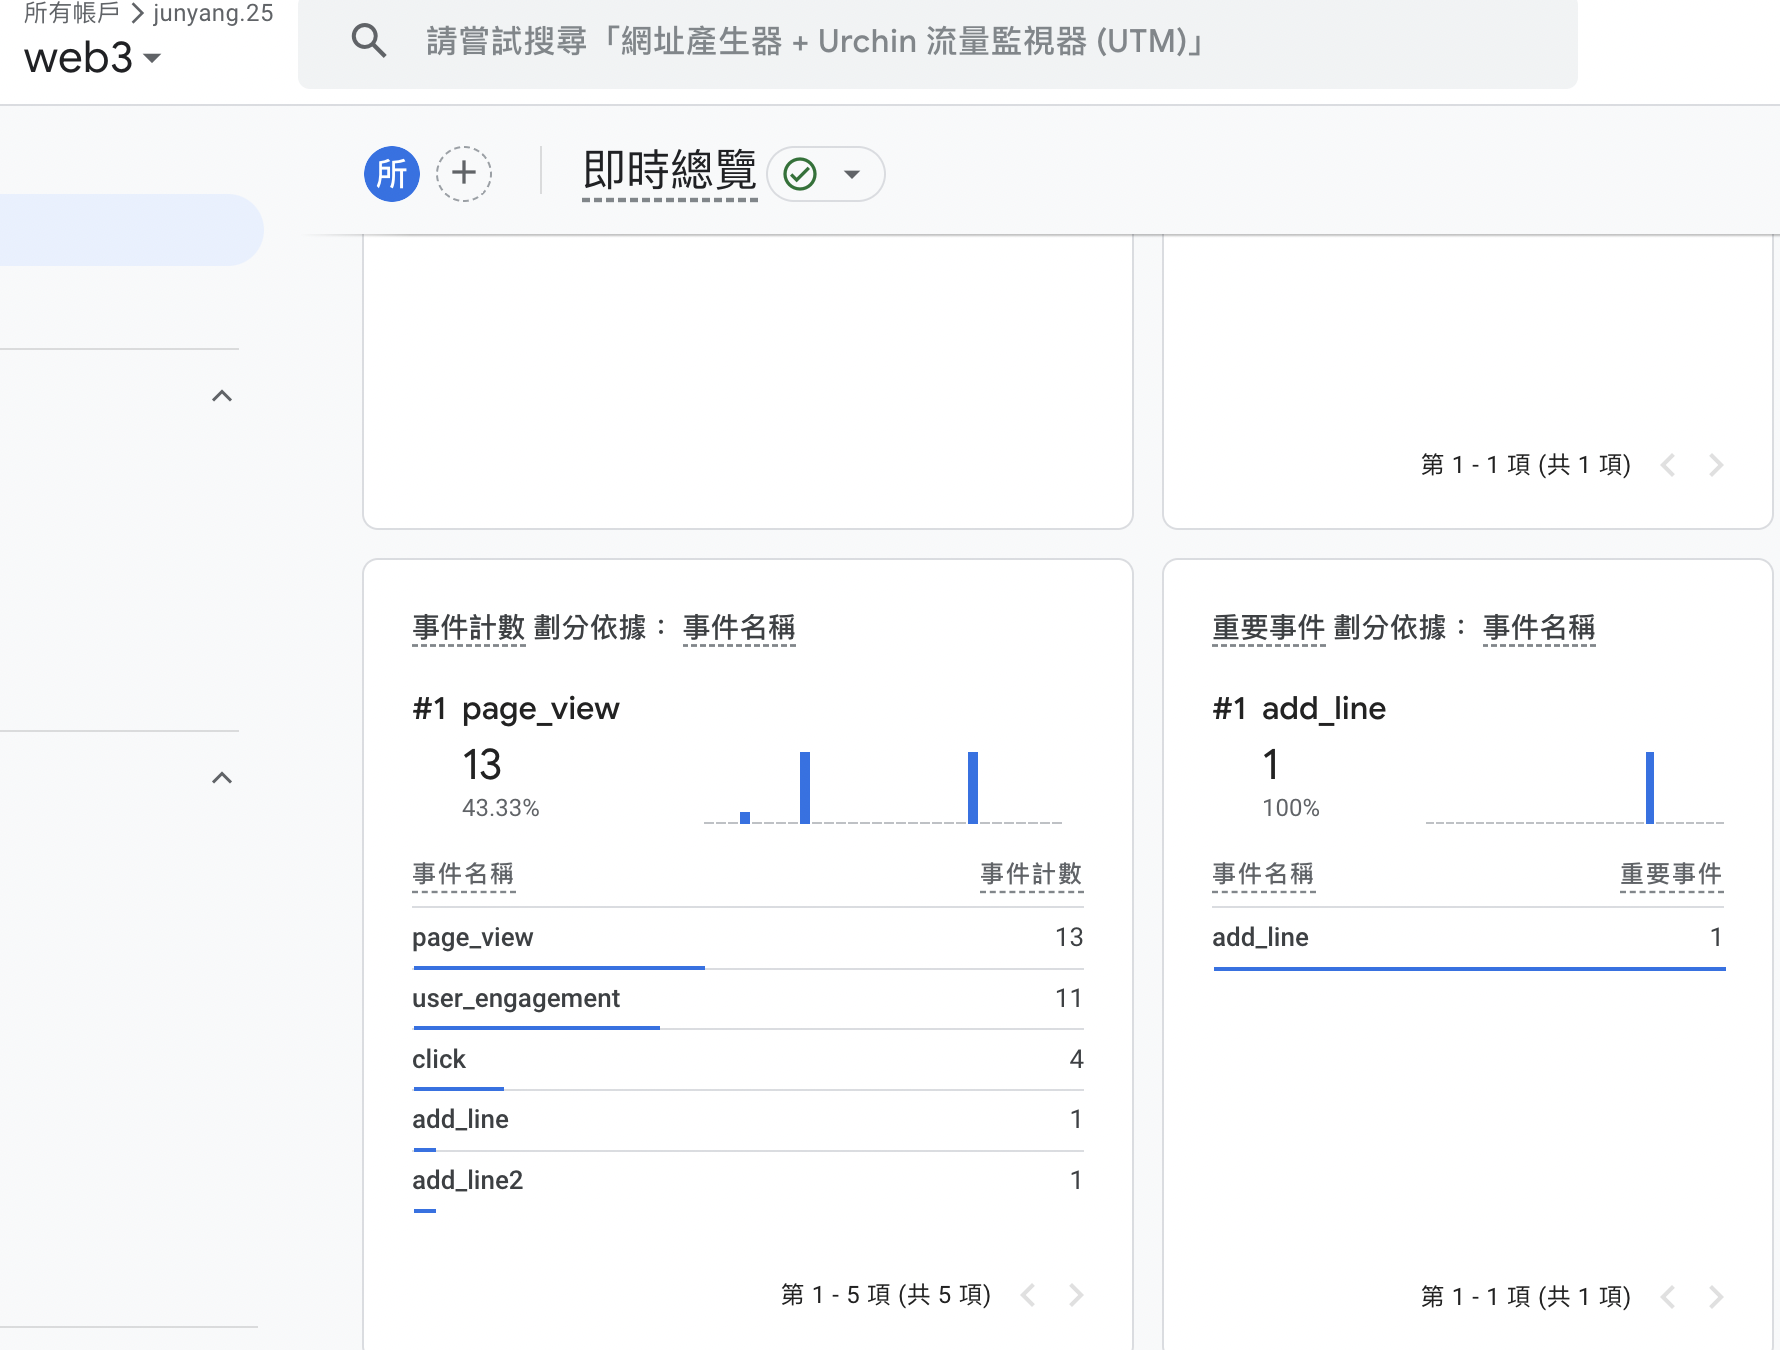 所有帳戶 > junyang.25
web3
請嘗試搜尋「網址產生器 + Urchin 流量監視器 (UTM)」
所
即時總覽
第 1 - 1 項 (共 1 項)
事件計數 劃分依據： 事件名稱
#1 page_view
13
43.33%
事件名稱 事件計數
page_view 13
user_engagement 11
click 4
add_line 1
add_line2 1
第 1 - 5 項 (共 5 項)
重要事件 劃分依據： 事件名稱
#1 add_line
1
100%
事件名稱 重要事件
add_line 1
第 1 - 1 項 (共 1 項)